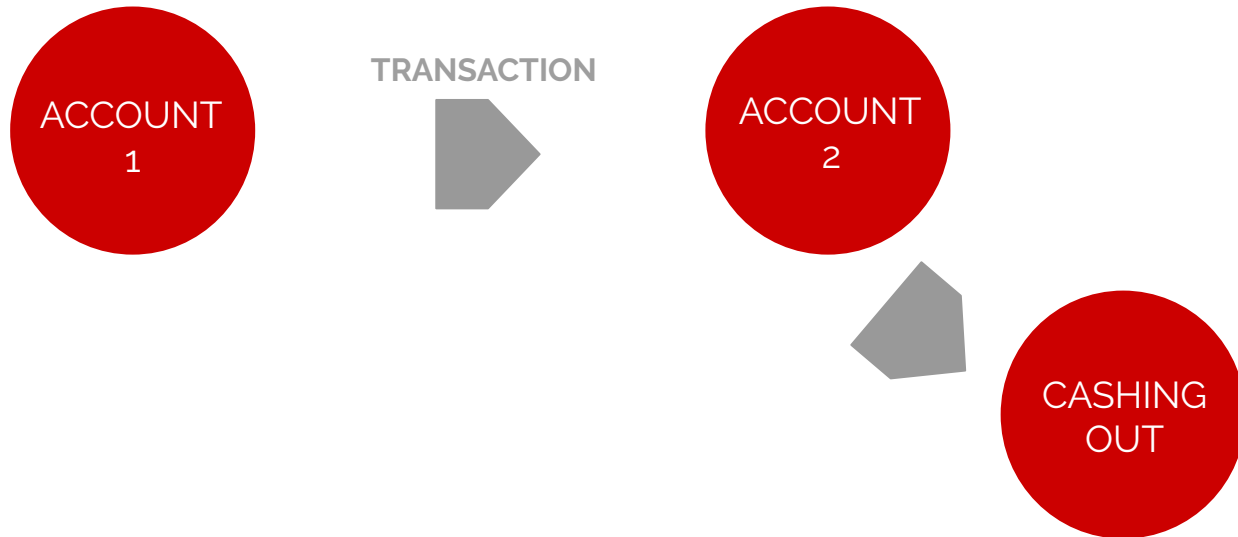 ACCOUNT
1
TRANSACTION
ACCOUNT
2
CASHING
OUT